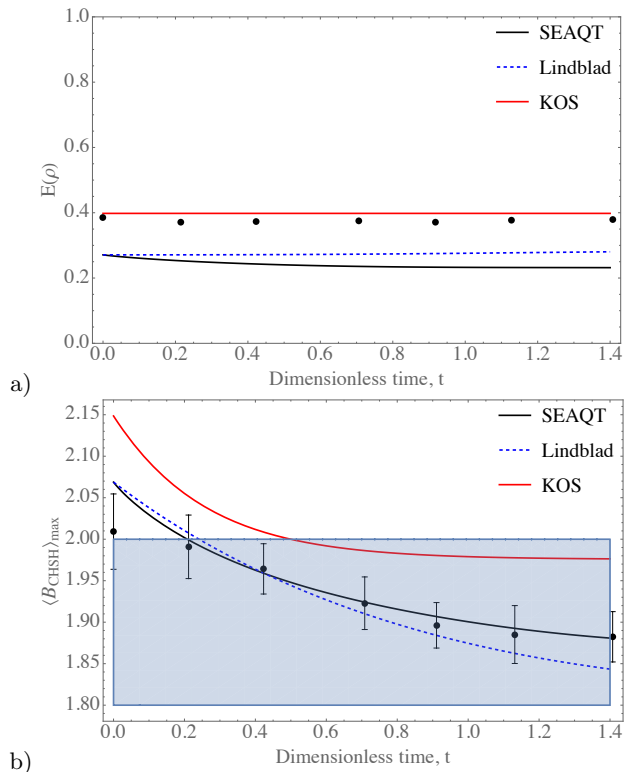 1.0
0.8
0.6
0.4
0.2
0.0
E(ρ)
SEAQT
Lindblad
KOS
0.0 0.2 0.4 0.6 0.8 1.0 1.2 1.4
Dimensionless time, t
a)
2.15
2.10
2.05
2.00
1.95
1.90
1.85
1.80
⟨B_CHSH⟩_max
SEAQT
Lindblad
KOS
0.0 0.2 0.4 0.6 0.8 1.0 1.2 1.4
Dimensionless time, t
b)